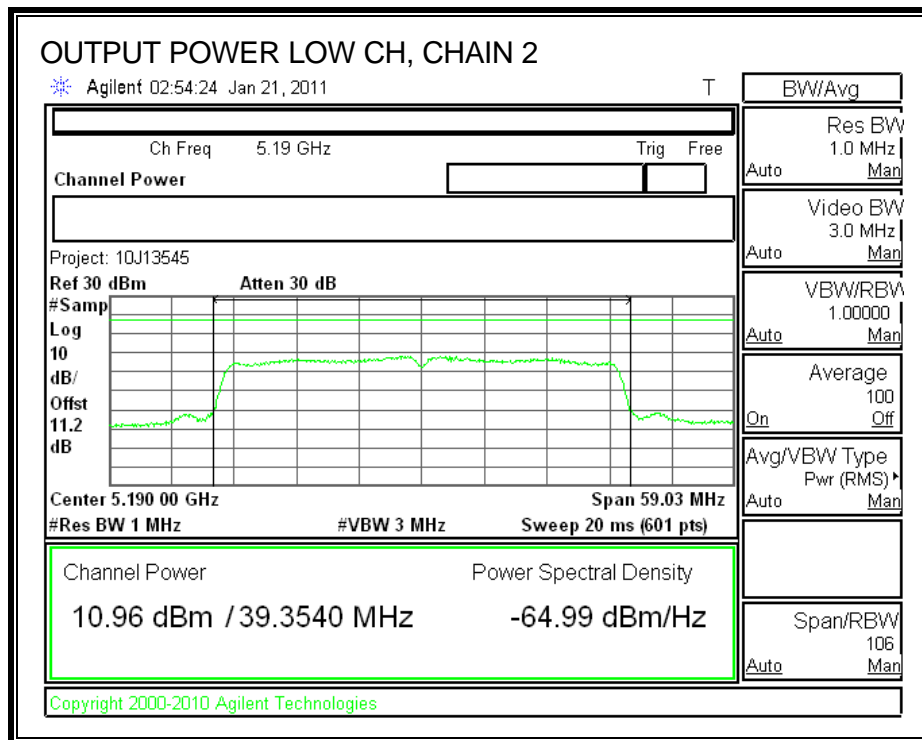 OUTPUT POWER LOW CH, CHAIN 2
Agilent 02:54:24 Jan 21, 2011 T
Ch Freq 5.19 GHz Trig Free
Channel Power
Project: 10J13545
Ref 30 dBm Atten 30 dB
#Samp
Log
10
dB/
Offst
11.2
dB
Center 5.190 00 GHz Span 59.03 MHz
#Res BW 1 MHz #VBW 3 MHz Sweep 20 ms (601 pts)
Channel Power Power Spectral Density
10.96 dBm / 39.3540 MHz -64.99 dBm/Hz
Copyright 2000-2010 Agilent Technologies
BW/Avg
Res BW
1.0 MHz
Auto Man
Video BW
3.0 MHz
Auto Man
VBW/RBW
1.00000
Auto Man
Average
100
On Off
Avg/VBW Type
Pwr (RMS)
Auto Man
Span/RBW
106
Auto Man